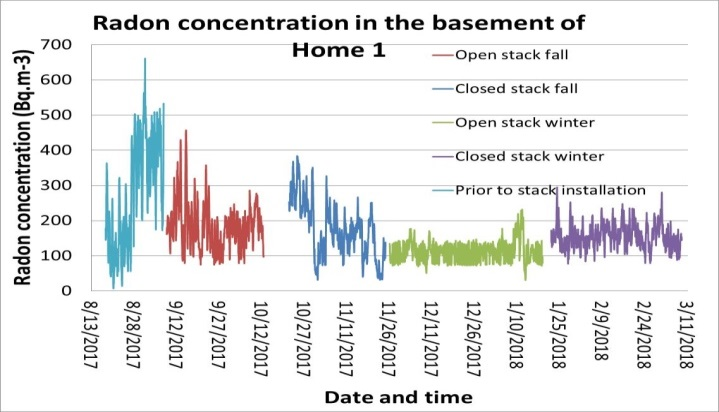 Radon concentration in the basement of
Home 1
Radon concentration (Bq.m-3)
700
600
500
400
300
200
100
0
Open stack fall
Closed stack fall
Open stack winter
Closed stack winter
Prior to stack installation
8/13/2017
8/28/2017
9/12/2017
9/27/2017
10/12/2017
10/27/2017
11/11/2017
11/26/2017
12/11/2017
12/26/2017
1/10/2018
1/25/2018
2/9/2018
2/24/2018
3/11/2018
Date and time